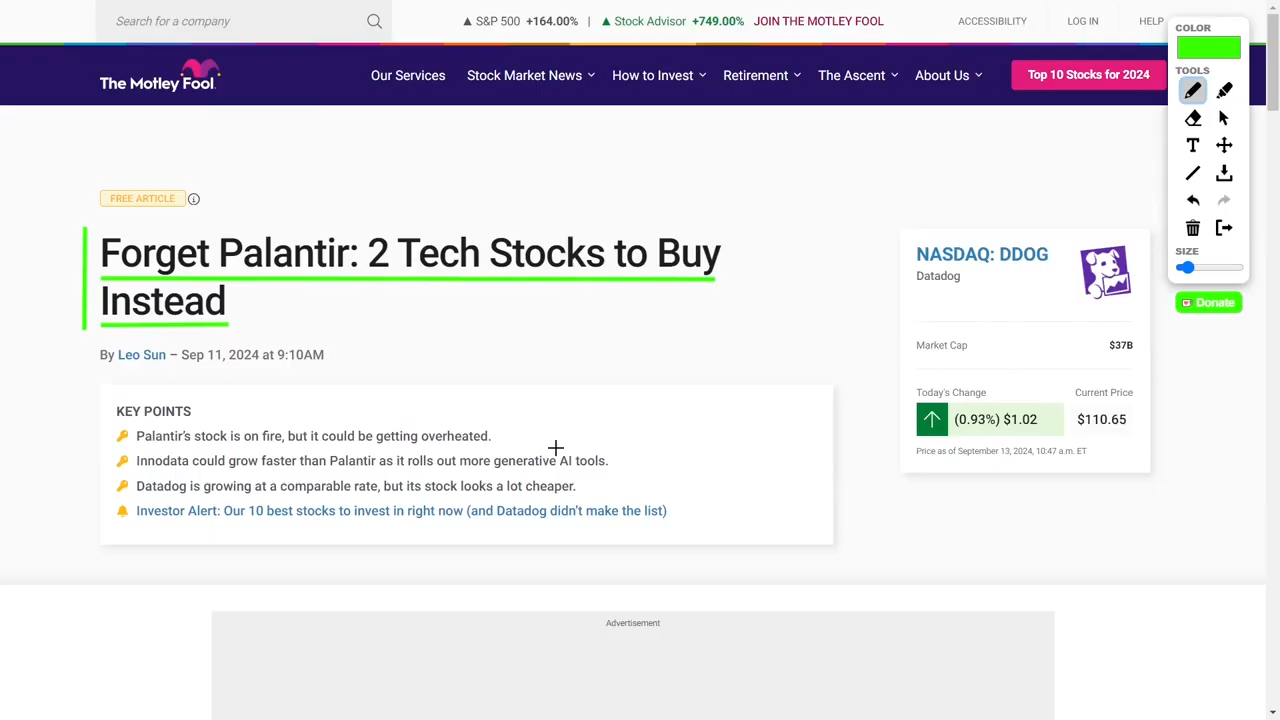 Search for a company
▲ S&P 500 +164.00% | ▲ Stock Advisor +749.00% JOIN THE MOTLEY FOOL
ACCESSIBILITY LOG IN HELP
COLOR
TOOLS
T
SIZE
Donate
The Motley Fool.
Our Services Stock Market News How to Invest Retirement The Ascent About Us Top 10 Stocks for 2024
FREE ARTICLE
Forget Palantir: 2 Tech Stocks to Buy
Instead
By Leo Sun – Sep 11, 2024 at 9:10AM
KEY POINTS
Palantir's stock is on fire, but it could be getting overheated.
Innodata could grow faster than Palantir as it rolls out more generative AI tools.
Datadog is growing at a comparable rate, but its stock looks a lot cheaper.
Investor Alert: Our 10 best stocks to invest in right now (and Datadog didn't make the list)
NASDAQ: DDOG
Datadog
Market Cap $37B
Today's Change Current Price
(0.93%) $1.02 $110.65
Price as of September 13, 2024, 10:47 a.m. ET
Advertisement